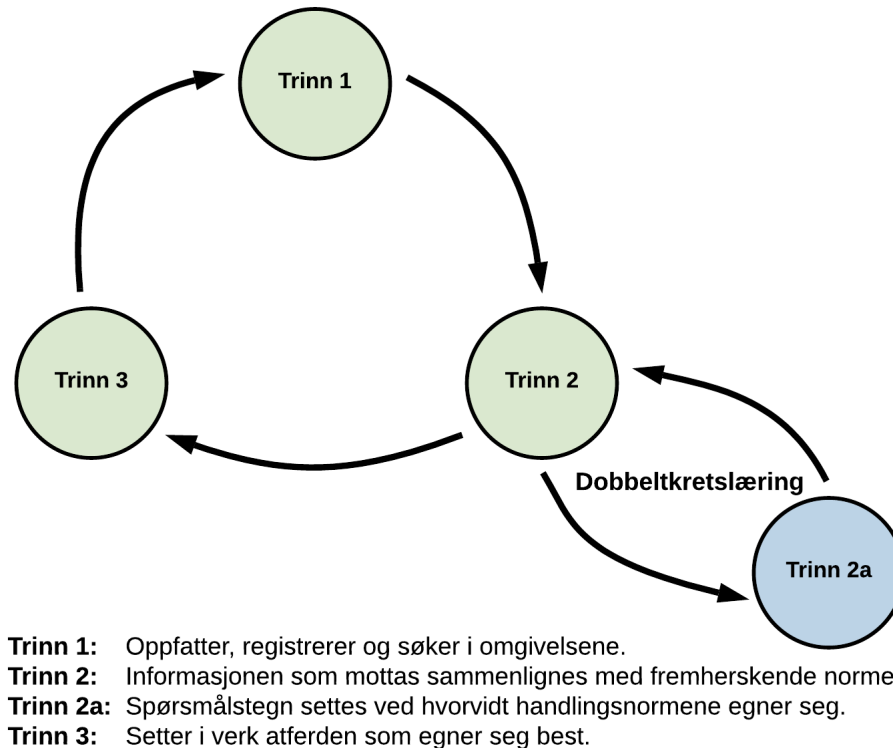 Trinn 1
Trinn 3
Trinn 2
Dobbeltkretslæring
Trinn 2a
Trinn 1: Oppfatter, registrerer og søker i omgivelsene.
Trinn 2: Informasjonen som mottas sammenlignes med fremherskende norme
Trinn 2a: Spørsmålstegn settes ved hvorvidt handlingsnormene egner seg.
Trinn 3: Setter i verk atferden som egner seg best.